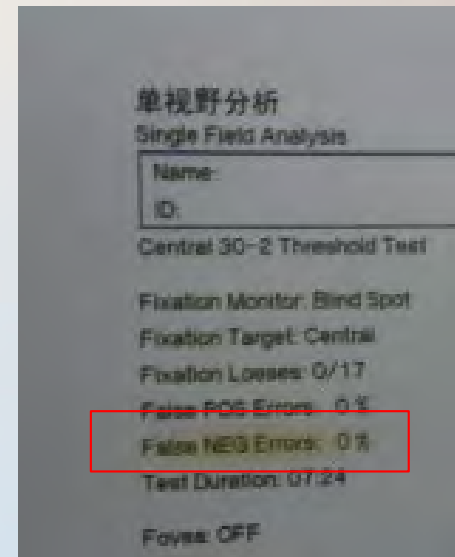 单视野分析
Single Field Analysis
Name:
ID:
Central 30-2 Threshold Test
Fixation Monitor: Blind Spot
Fixation Target: Central
Fixation Losses: 0/17
False POS Errors: 0 %
False NEG Errors: 0 %
Test Duration: 07:24
Fovea: OFF